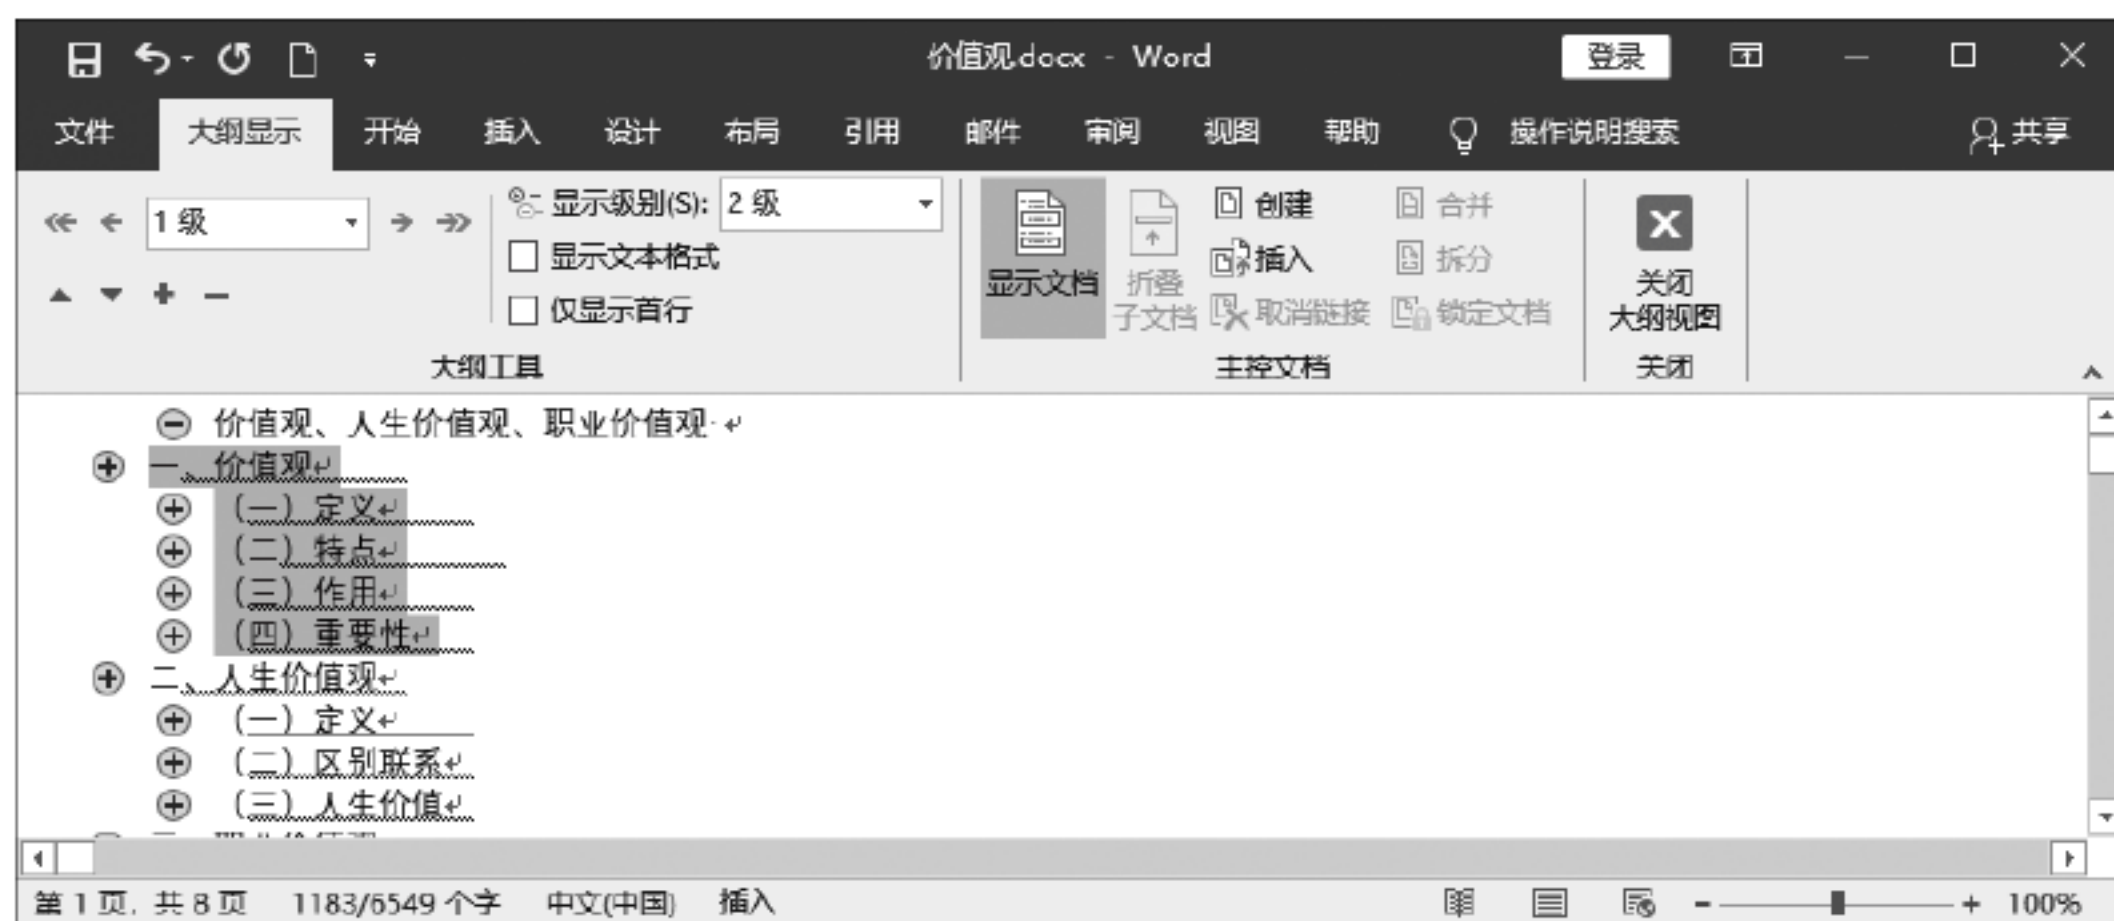 价值观.docx - Word 登录
文件 大纲显示 开始 插入 设计 布局 引用 邮件 审阅 视图 帮助 操作说明搜索 共享
1 级 显示级别(S): 2 级
显示文本格式
仅显示首行
大纲工具
显示文档 折叠子文档 创建 合并
插入 拆分
取消链接 锁定文档
主控文档
关闭
大纲视图
关闭
价值观、人生价值观、职业价值观
一、价值观
（一）定义
（二）特点
（三）作用
（四）重要性
二、人生价值观
（一）定义
（二）区别联系
（三）人生价值
第 1 页，共 8 页 1183/6549 个字 中文(中国) 插入 100%